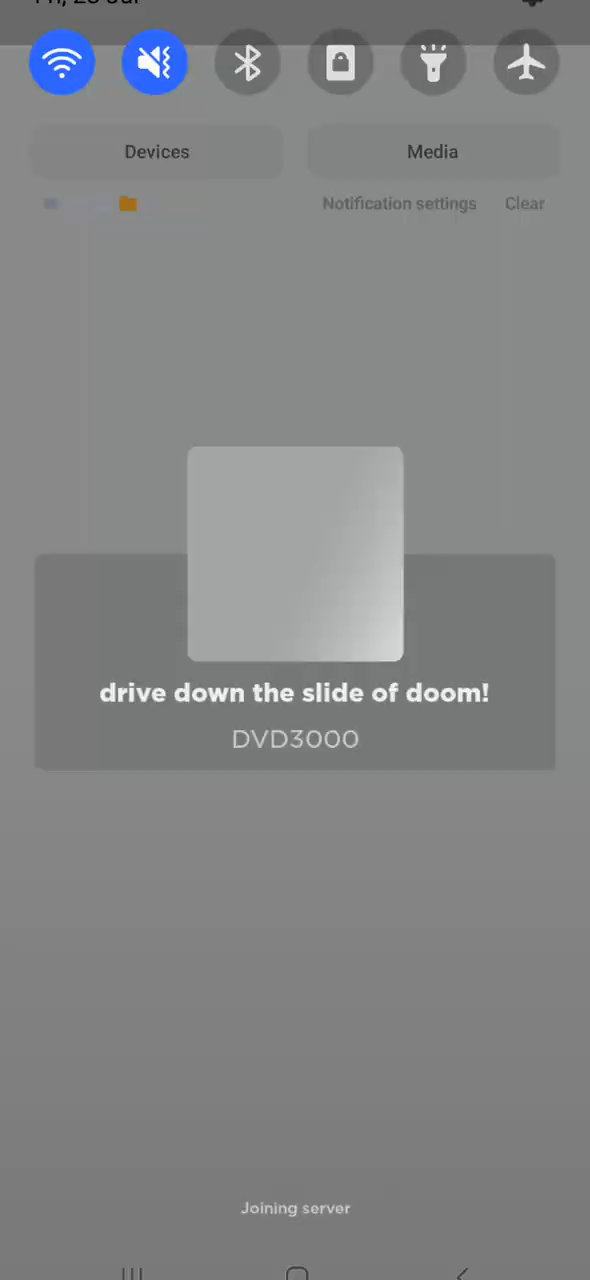 Devices
Media
Notification settings
Clear
drive down the slide of doom!
DVD3000
Joining server